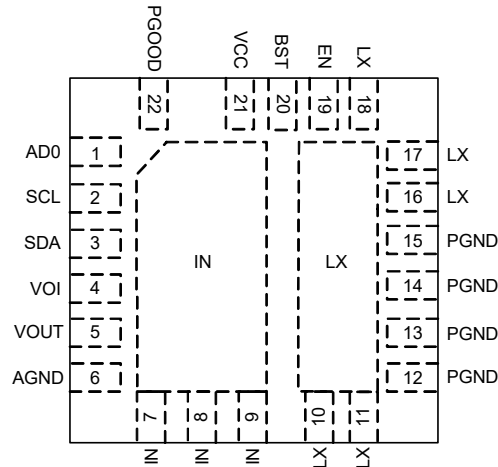 PGOOD
VCC
BST
EN
LX
22
21
20
19
18
AD0 1
SCL 2
SDA 3
VOI 4
VOUT 5
AGND 6
IN
LX
17 LX
16 LX
15 PGND
14 PGND
13 PGND
12 PGND
7
8
9
10
11
IN
IN
IN
LX
LX